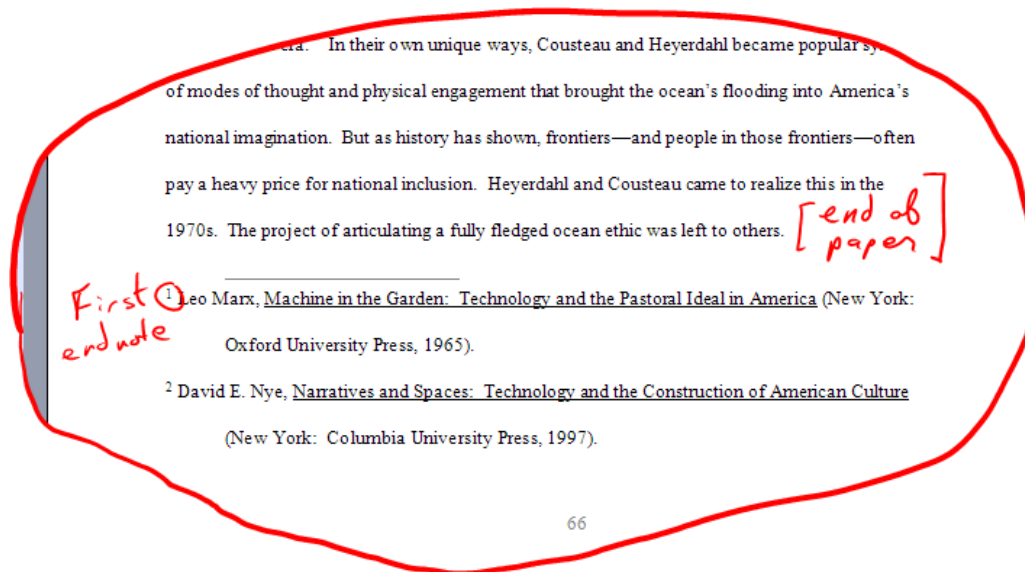 In their own unique ways, Cousteau and Heyerdahl became popular
of modes of thought and physical engagement that brought the ocean's flooding into America's
national imagination.  But as history has shown, frontiers—and people in those frontiers—often
pay a heavy price for national inclusion.  Heyerdahl and Cousteau came to realize this in the
1970s.  The project of articulating a fully fledged ocean ethic was left to others.
[end of
paper]
First
endnote
1 Leo Marx, Machine in the Garden:  Technology and the Pastoral Ideal in America (New York:
Oxford University Press, 1965).
2 David E. Nye, Narratives and Spaces:  Technology and the Construction of American Culture
(New York:  Columbia University Press, 1997).
66